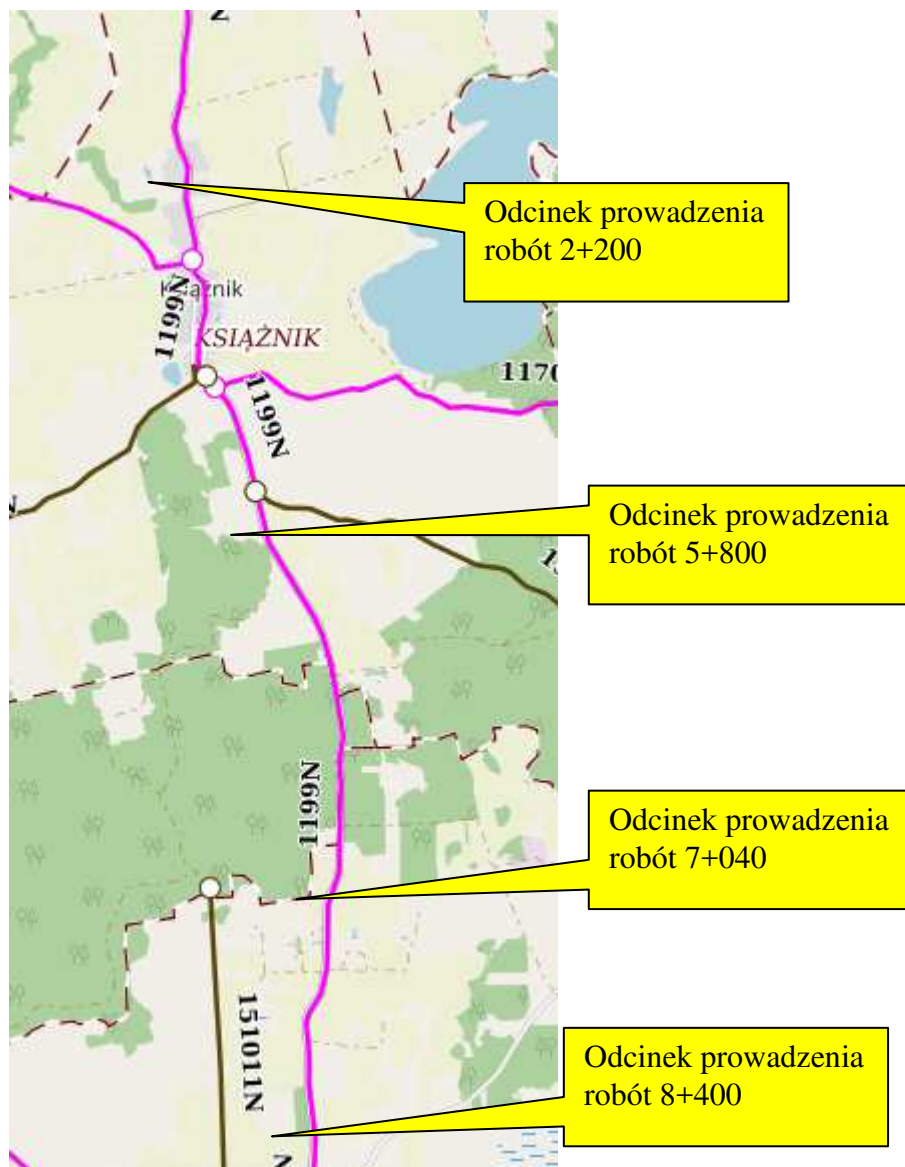 N
Odcinek prowadzenia
robót 2+200
Książnik
1199N
KSIĄŻNIK
1170
1199N
N
Odcinek prowadzenia
robót 5+800
1199N
Odcinek prowadzenia
robót 7+040
151011N
Odcinek prowadzenia
robót 8+400
N